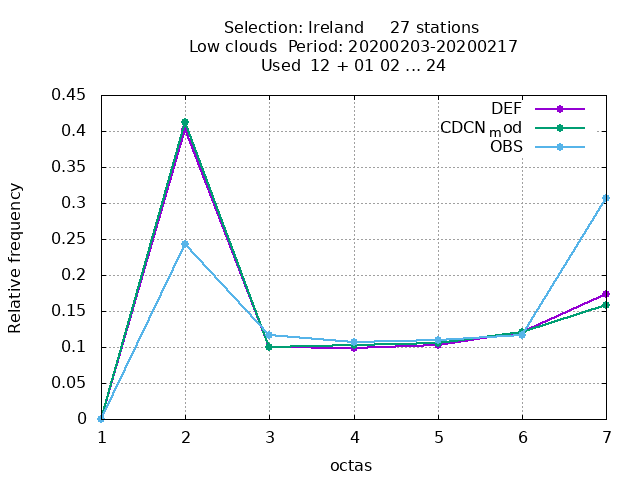 Selection: Ireland 27 stations
Low clouds Period: 20200203-20200217
Used 12 + 01 02 ... 24
DEF
CDCN_mod
OBS
Relative frequency
0.45
0.4
0.35
0.3
0.25
0.2
0.15
0.1
0.05
0
1 2 3 4 5 6 7
octas